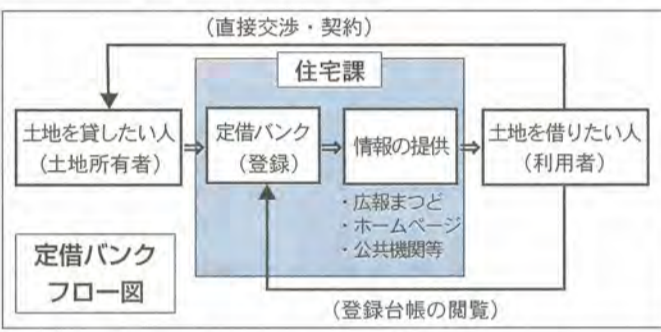 (直接交渉・契約)
住宅課
土地を貸したい人
(土地所有者)
⇒
定借バンク
(登録)
⇒
情報の提供
⇒
土地を借りたい人
(利用者)
・広報まつど
・ホームページ
・公共機関等
定借バンク
フロー図
(登録台帳の閲覧)